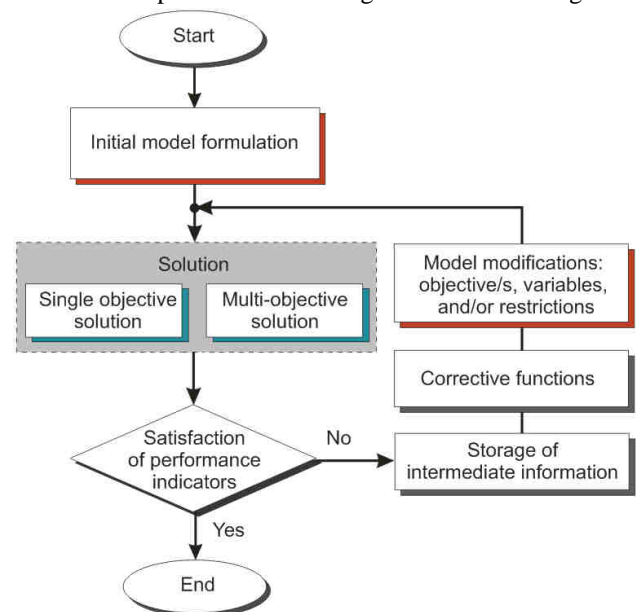 Start
Initial model formulation
Solution
Single objective
solution
Multi-objective
solution
Model modifications:
objective/s, variables,
and/or restrictions
Corrective functions
Storage of
intermediate information
Satisfaction
of performance
indicators
No
Yes
End